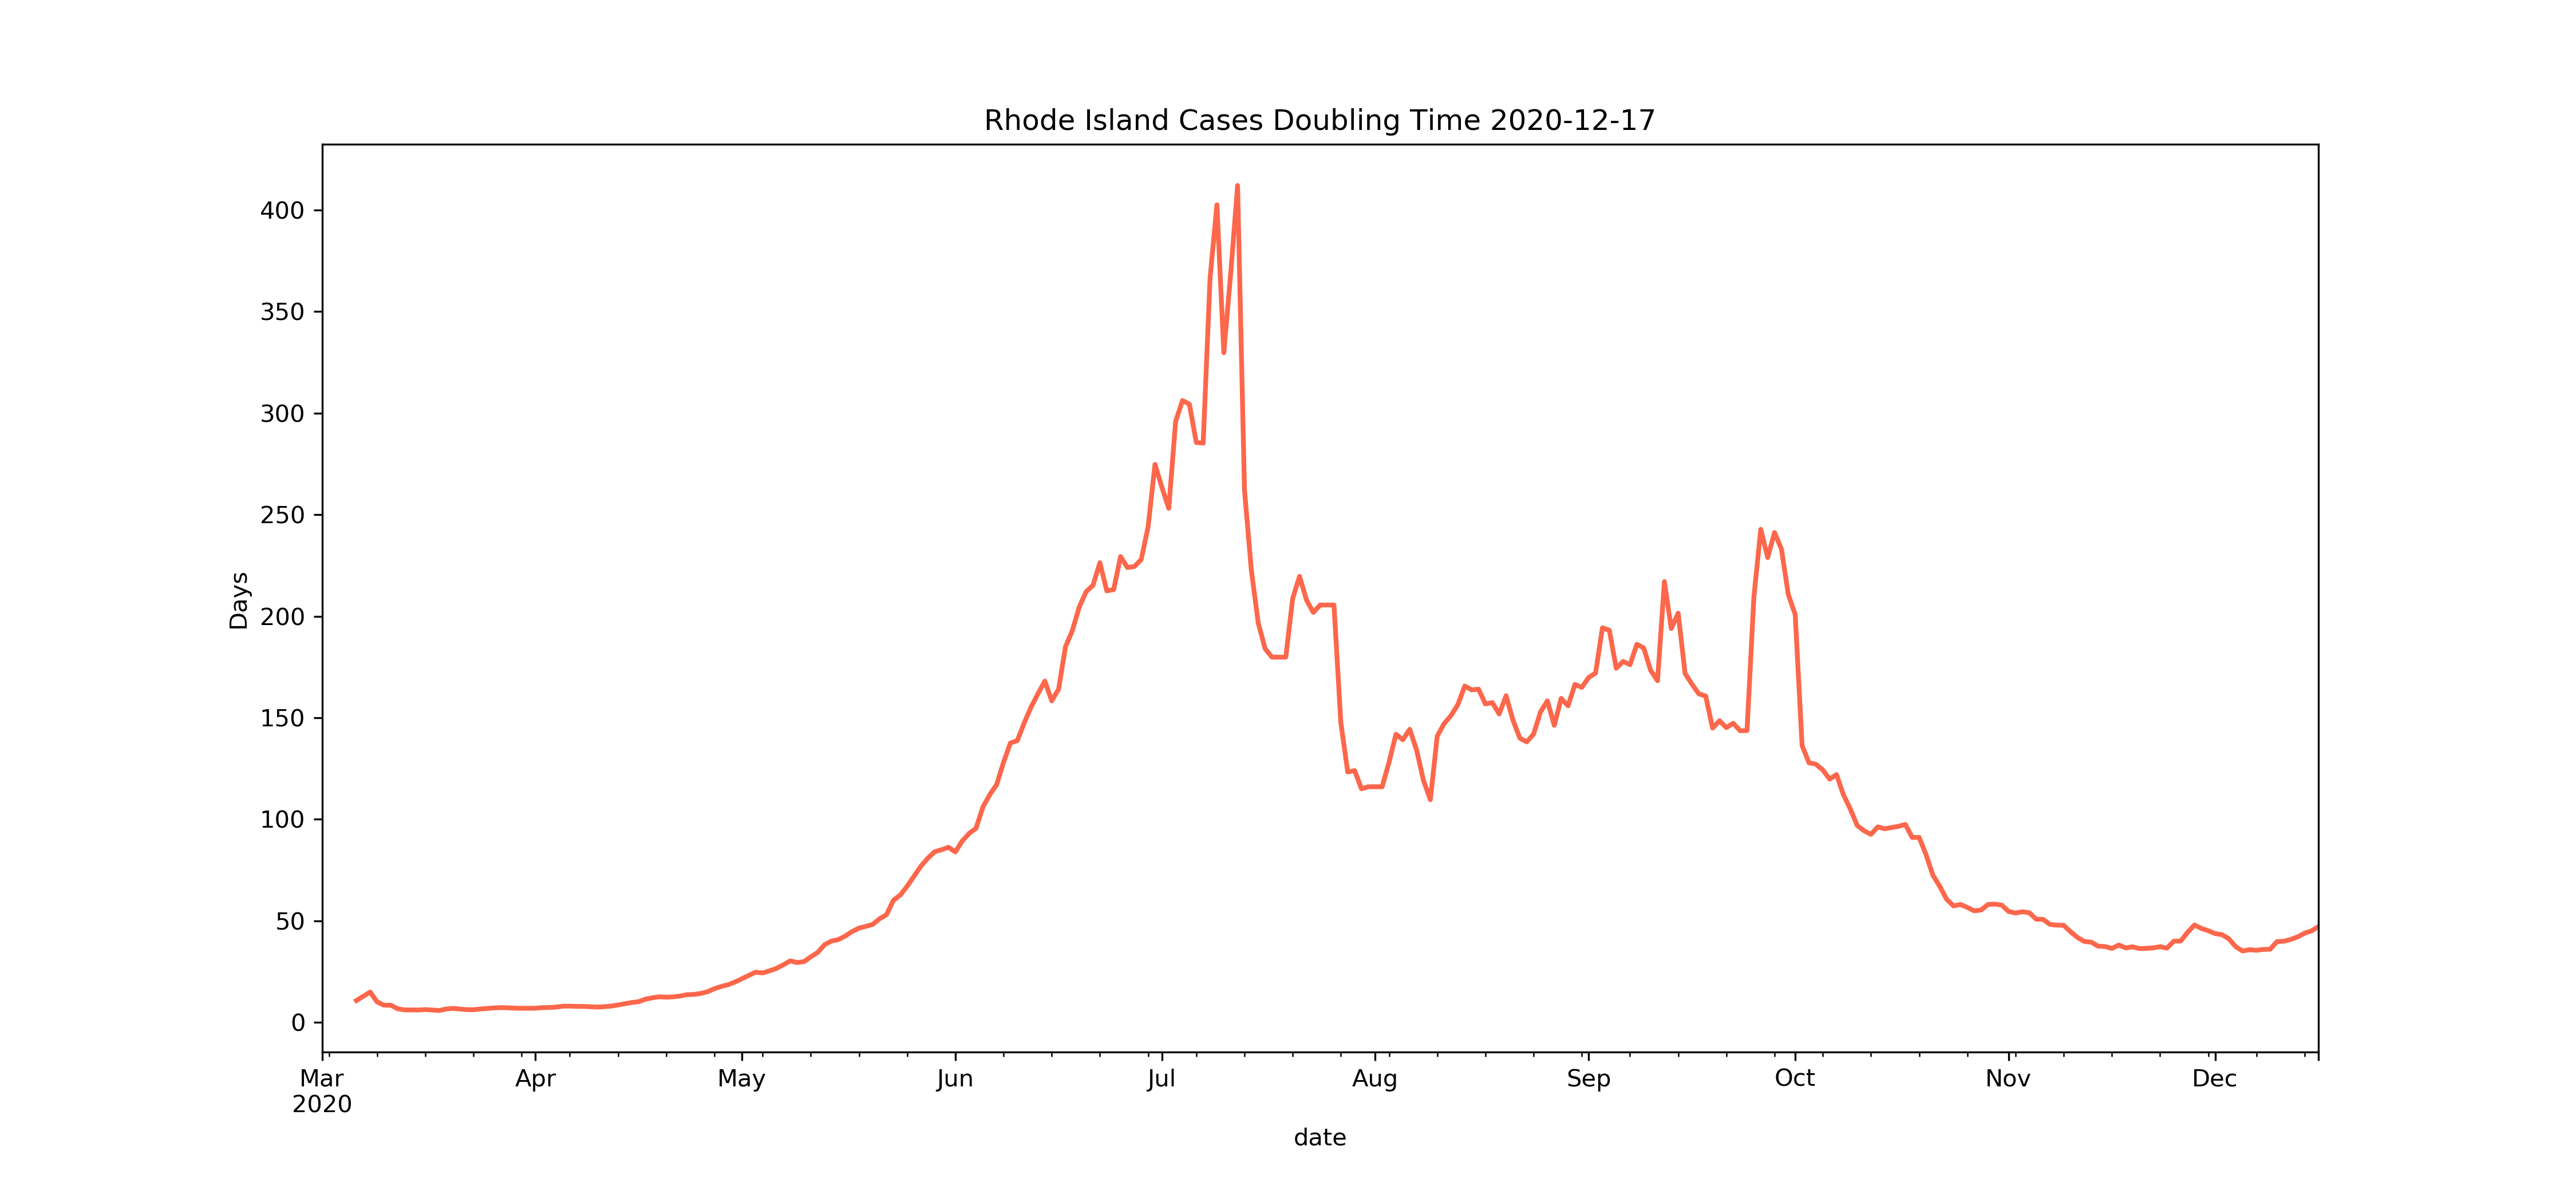 Rhode Island Cases Doubling Time 2020-12-17
400
350
300
250
200
150
100
50
0
Days
Mar Apr May Jun Jul Aug Sep Oct Nov Dec
2020
date